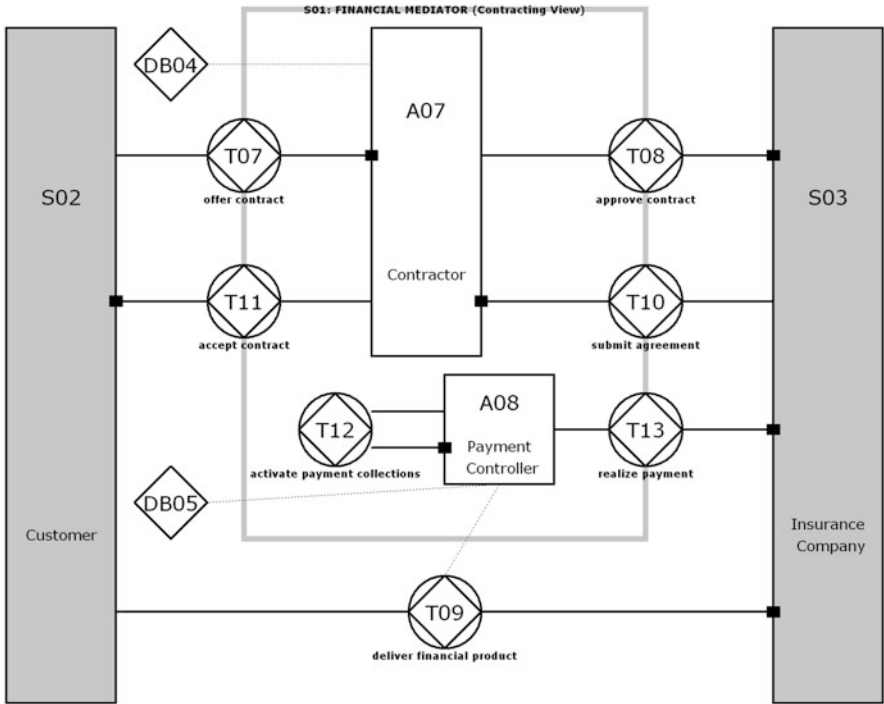 S01: FINANCIAL MEDIATOR (Contracting View)
DB04
A07
T07
offer contract
T08
approve contract
S02
S03
Contractor
T11
accept contract
T10
submit agreement
A08
T12
activate payment collections
Payment
Controller
T13
realize payment
DB05
Customer
Insurance
Company
T09
deliver financial product